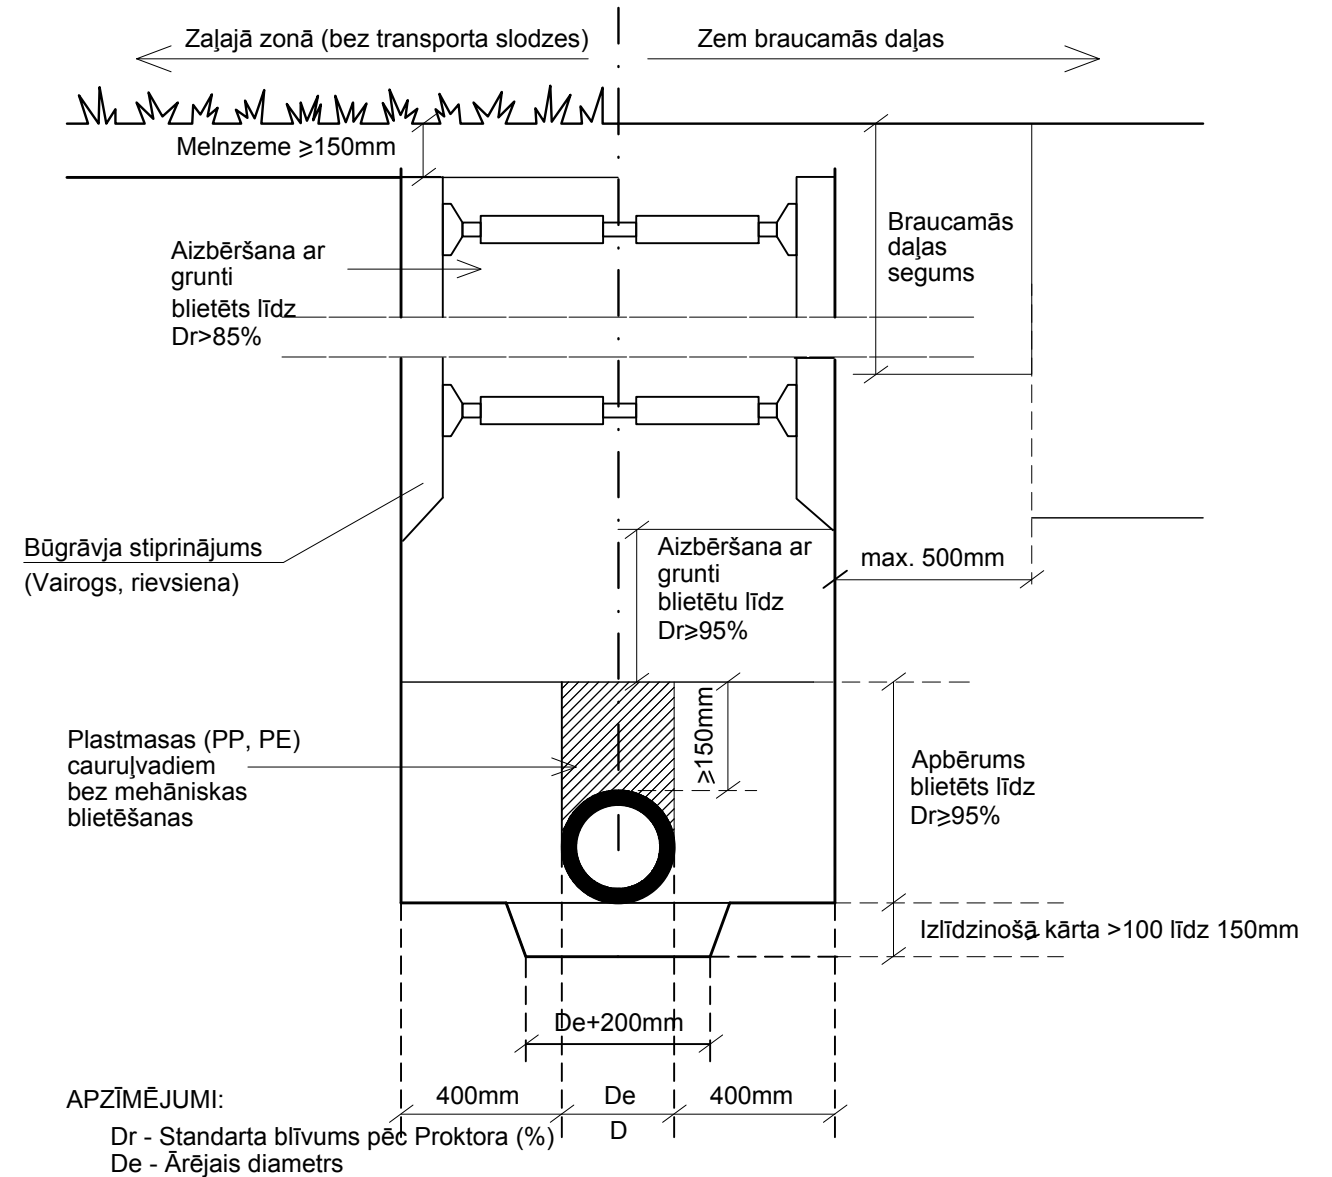 Zaļajā zonā (bez transporta slodzes)
Zem braucamās daļas
Melnzeme ⩾150mm
Aizbēršana ar
grunti
blietēts līdz
Dr>85%
Braucamās
daļas
segums
Būgrāvja stiprinājums
(Vairogs, rievsiena)
Aizbēršana ar
grunti
blietētu līdz
Dr⩾95%
max. 500mm
⩾150mm
Plastmasas (PP, PE)
cauruļvadiem
bez mehāniskas
blietēšanas
Apbērums
blietēts līdz
Dr⩾95%
Izlīdzinošā kārta >100 līdz 150mm
De+200mm
400mm
De
D
400mm
APZĪMĒJUMI:
Dr - Standarta blīvums pēc Proktora (%)
De - Ārējais diametrs